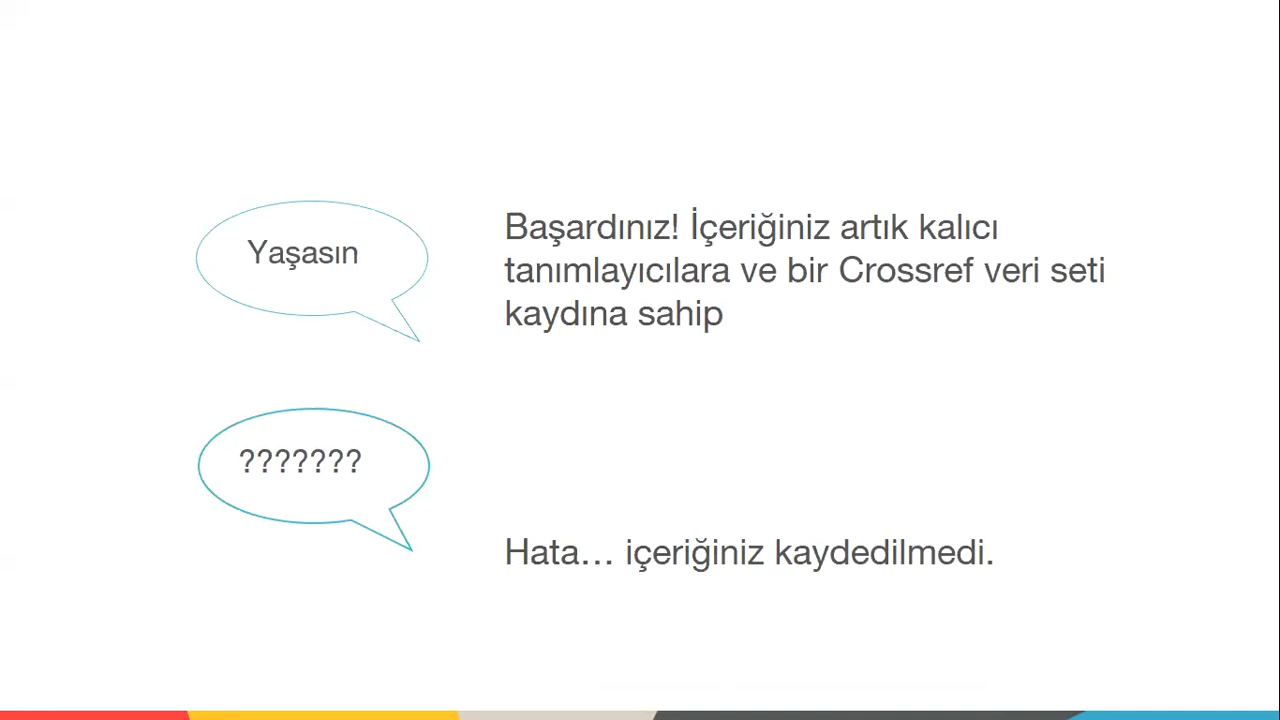 Yaşasın
Başardınız! İçeriğiniz artık kalıcı
tanımlayıcılara ve bir Crossref veri seti
kaydına sahip
???????
Hata… içeriğiniz kaydedilmedi.